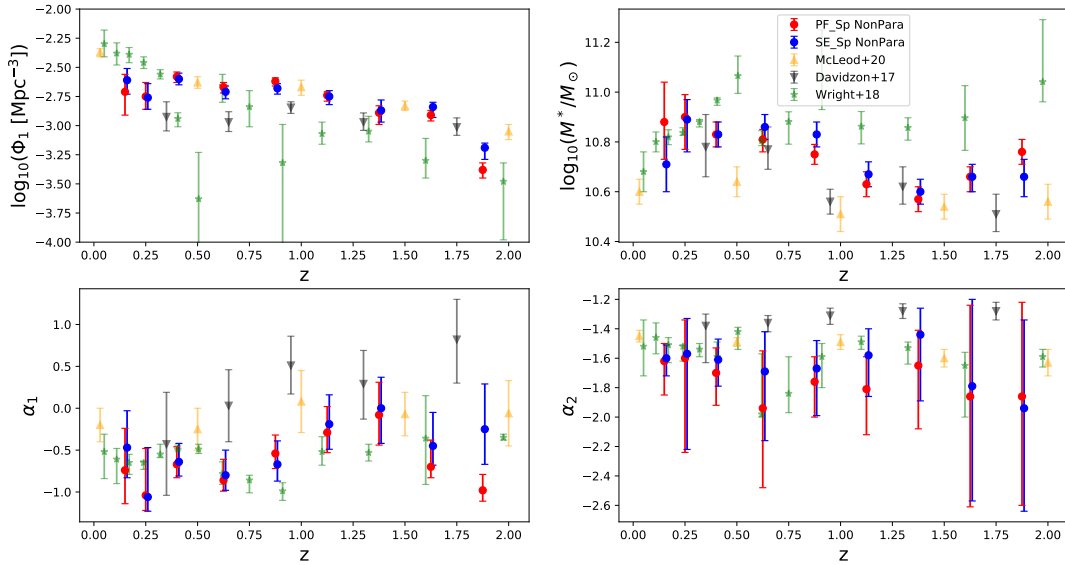 −2.00
−2.25
−2.50
−2.75
−3.00
−3.25
−3.50
−3.75
−4.00
log₁₀(Φ₁ [Mpc⁻³])
0.00 0.25 0.50 0.75 1.00 1.25 1.50 1.75 2.00
z
11.2
11.0
10.8
10.6
10.4
log₁₀(M*/M⊙)
PF_Sp NonPara
SE_Sp NonPara
McLeod+20
Davidzon+17
Wright+18
0.00 0.25 0.50 0.75 1.00 1.25 1.50 1.75 2.00
z
1.0
0.5
0.0
−0.5
−1.0
α₁
0.00 0.25 0.50 0.75 1.00 1.25 1.50 1.75 2.00
z
−1.2
−1.4
−1.6
−1.8
−2.0
−2.2
−2.4
−2.6
α₂
0.00 0.25 0.50 0.75 1.00 1.25 1.50 1.75 2.00
z